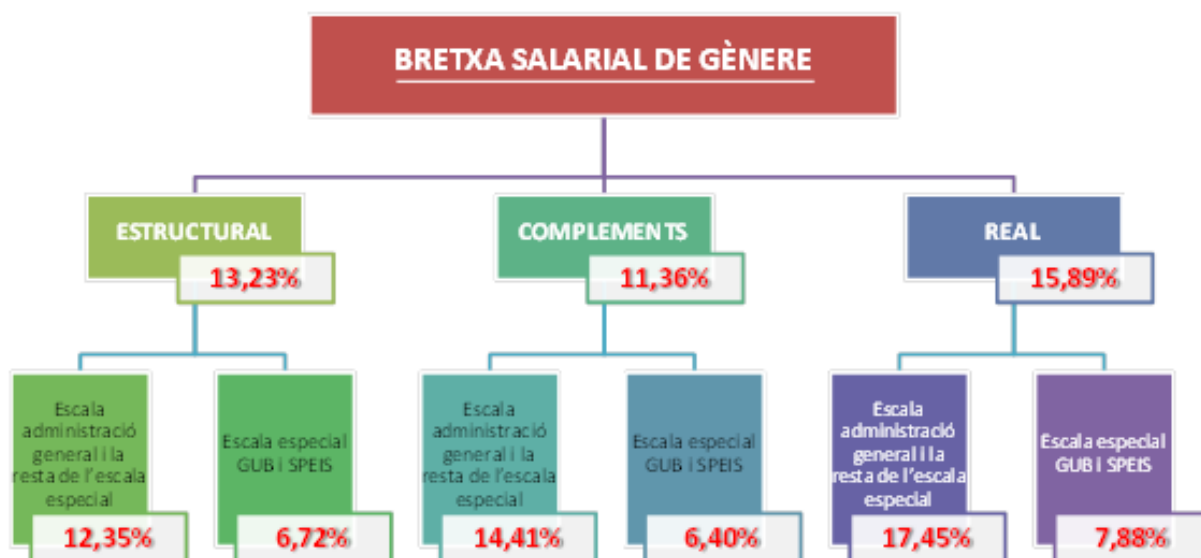 BRETXA SALARIAL DE GÈNERE
ESTRUCTURAL
13,23%
COMPLEMENTS
11,36%
REAL
15,89%
Escala
administració
general i la
resta de l'escala
especial
12,35%
Escala especial
GUB i SPEIS
6,72%
Escala
administració
general i la
resta de l'escala
especial
14,41%
Escala especial
GUB i SPEIS
6,40%
Escala
administració
general i la
resta de l'escala
especial
17,45%
Escala especial
GUB i SPEIS
7,88%